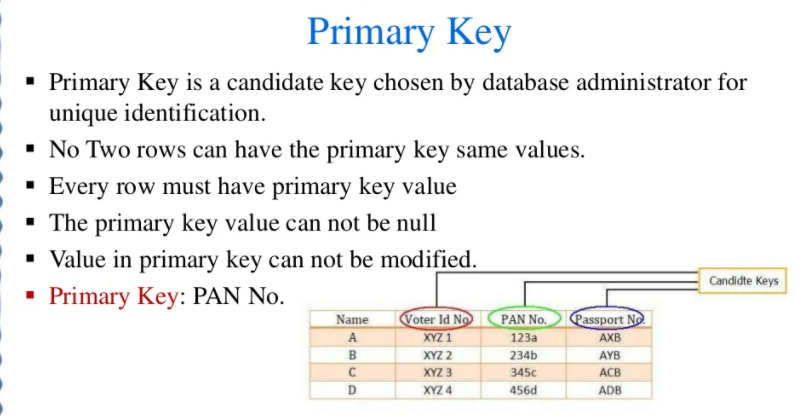 Primary Key
▪ Primary Key is a candidate key chosen by database administrator for
unique identification.
▪ No Two rows can have the primary key same values.
▪ Every row must have primary key value
▪ The primary key value can not be null
▪ Value in primary key can not be modified.
▪ Primary Key: PAN No.
Candidte Keys
Name Voter Id No PAN No. Passport No.
A XYZ 1 123a AXB
B XYZ 2 234b AYB
C XYZ 3 345c ACB
D XYZ 4 456d ADB